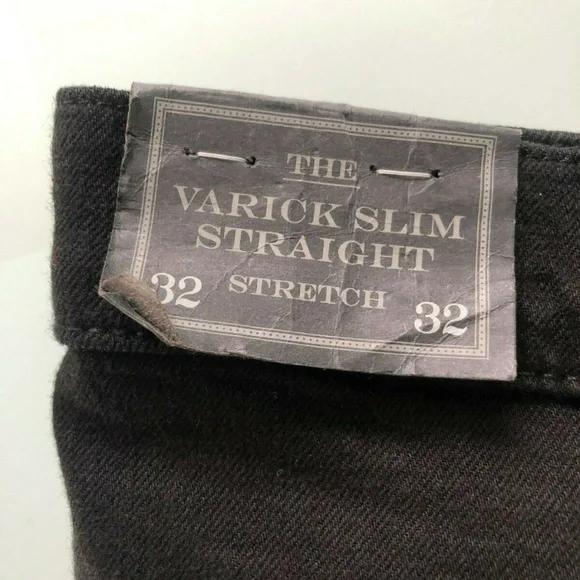 THE
VARICK SLIM
STRAIGHT
32 STRETCH 32